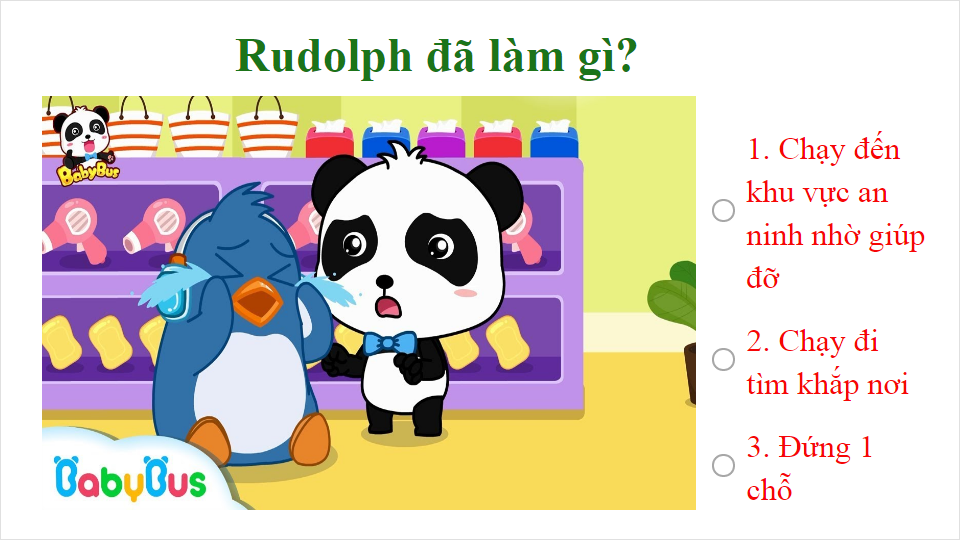 Rudolph đã làm gì?
BabyBus
BabyBus
1. Chạy đến
khu vực an
ninh nhờ giúp
đỡ
2. Chạy đi
tìm khắp nơi
3. Đứng 1
chỗ